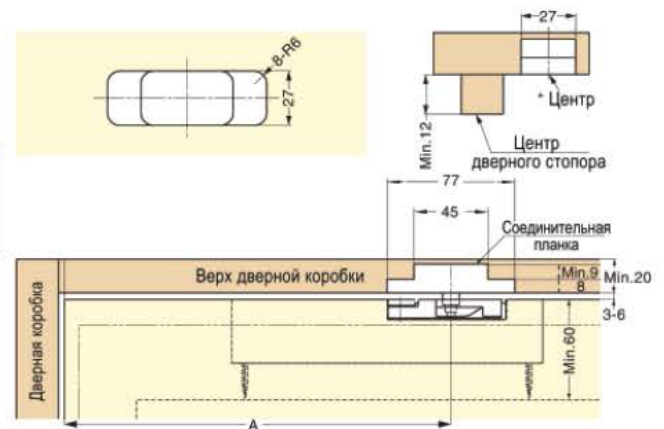 8-R6
27
27
* Центр
Min.12
Центр
дверного стопора
77
45
Соединительная
планка
Верх дверной коробки
Min.9
8
Min.20
3-6
Дверная коробка
Min.60
A